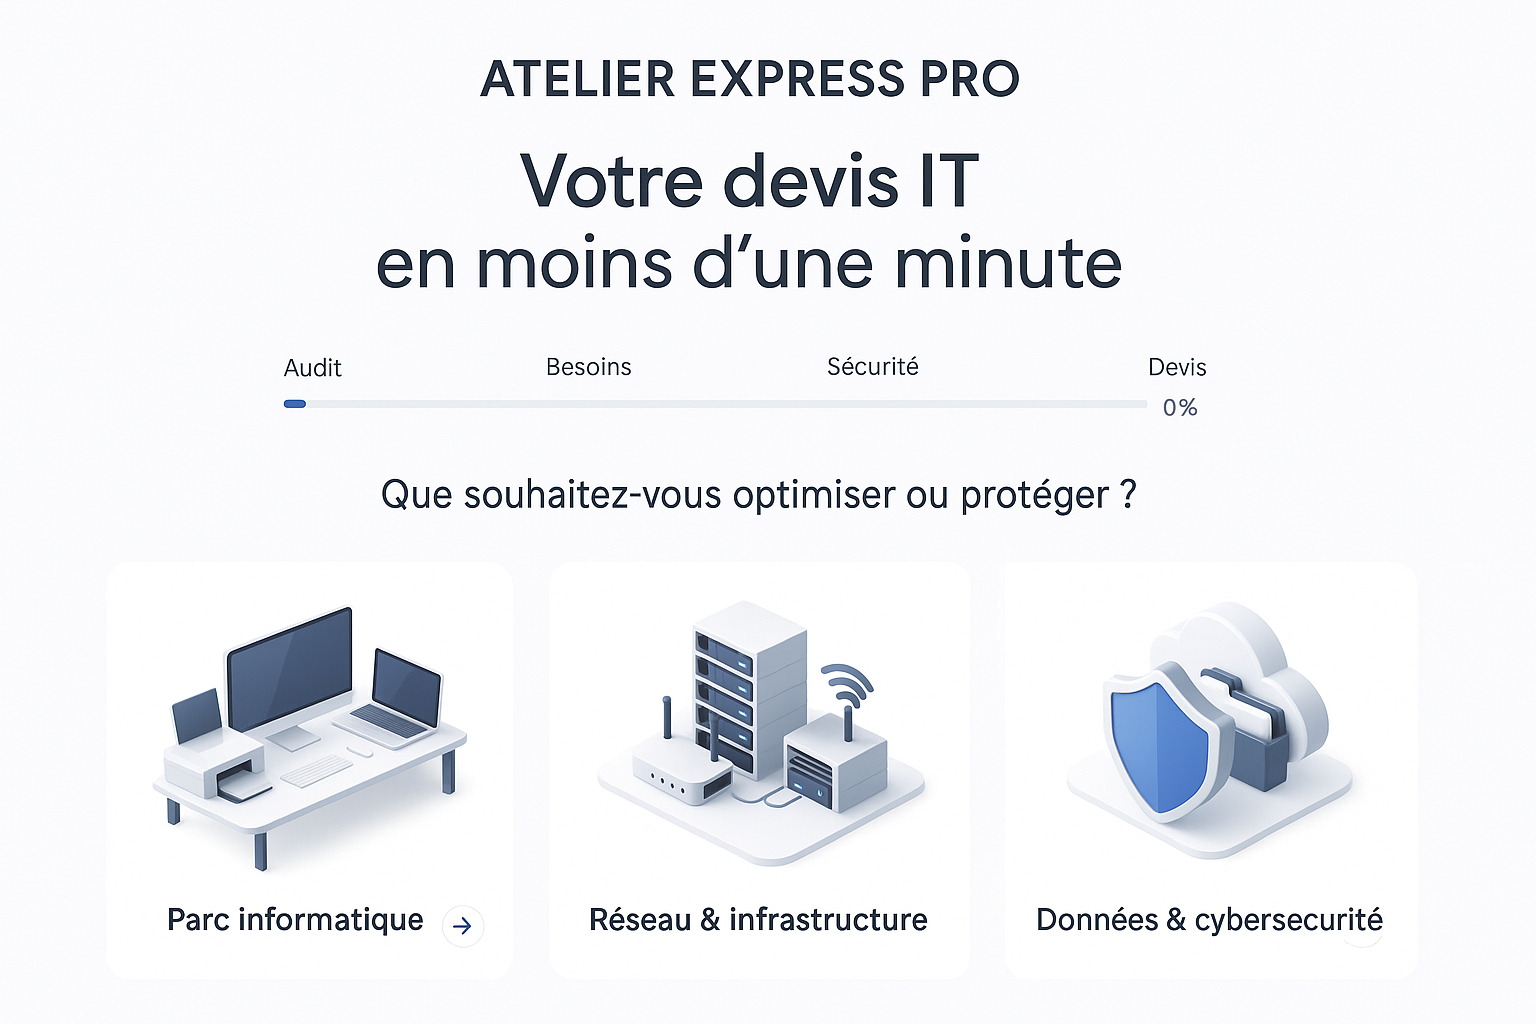 ATELIER EXPRESS PRO
Votre devis IT
en moins d’une minute
Audit
Besoins
Sécurité
Devis
0%
Que souhaitez-vous optimiser ou protéger ?
Parc informatique
Réseau & infrastructure
Données & cybersecurité